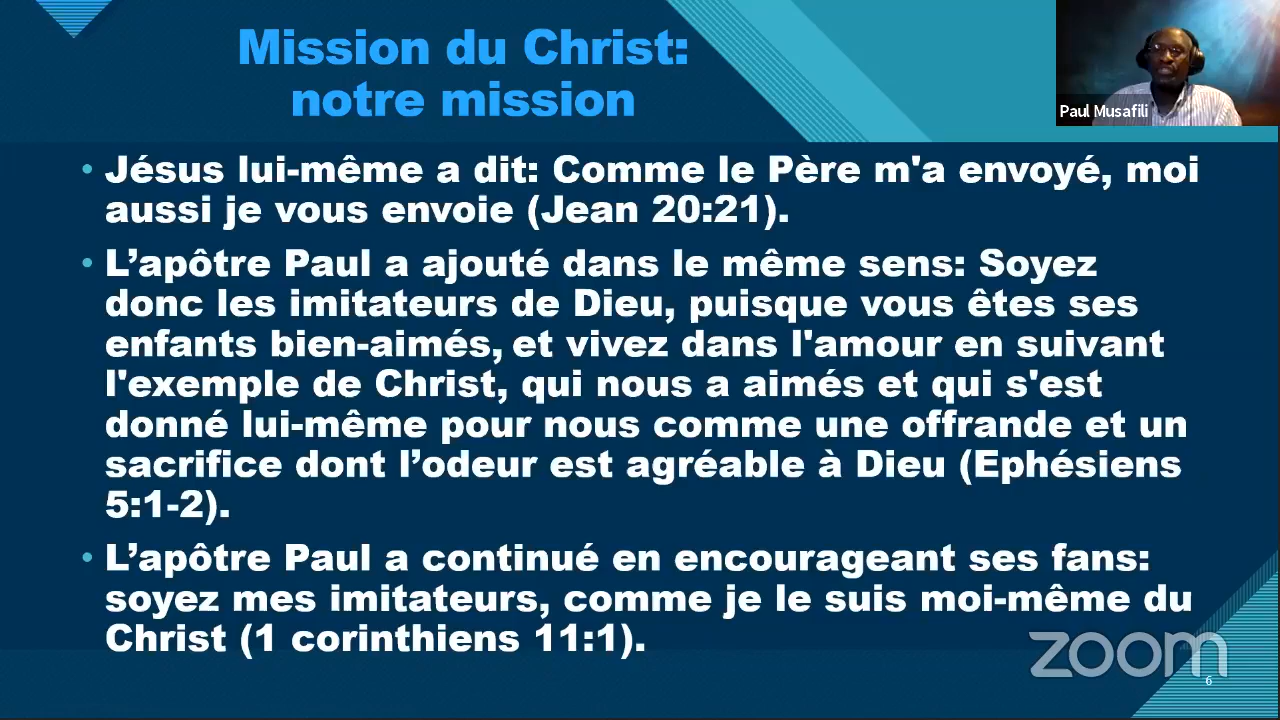 Mission du Christ:
notre mission
Paul Musafili
• Jésus lui-même a dit: Comme le Père m'a envoyé, moi
aussi je vous envoie (Jean 20:21).
• L’apôtre Paul a ajouté dans le même sens: Soyez
donc les imitateurs de Dieu, puisque vous êtes ses
enfants bien-aimés, et vivez dans l'amour en suivant
l'exemple de Christ, qui nous a aimés et qui s'est
donné lui-même pour nous comme une offrande et un
sacrifice dont l’odeur est agréable à Dieu (Ephésiens
5:1-2).
• L’apôtre Paul a continué en encourageant ses fans:
soyez mes imitateurs, comme je le suis moi-même du
Christ (1 corinthiens 11:1).
zoom
6